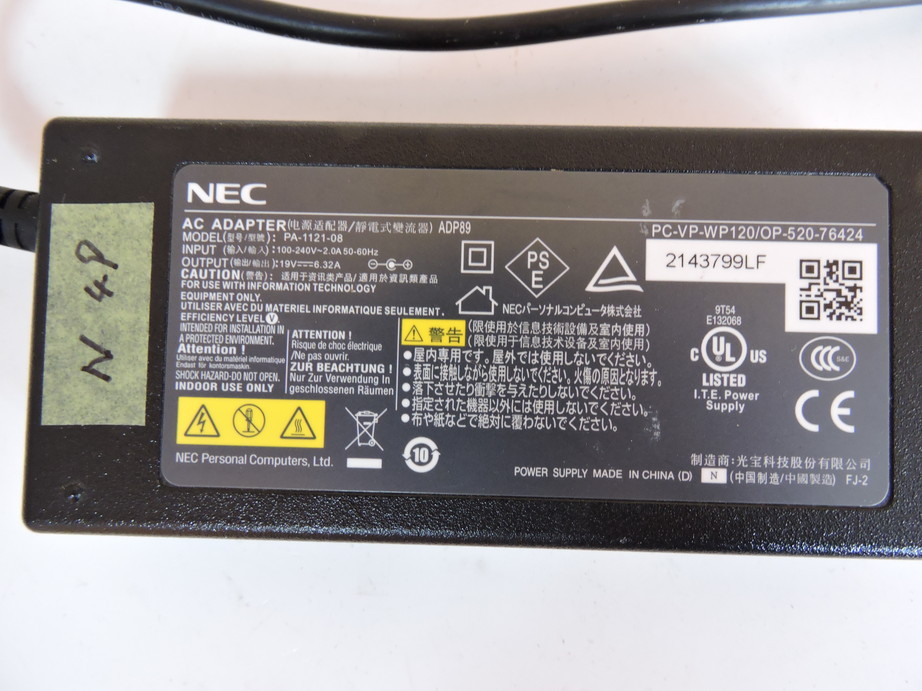 N 48
NEC
AC ADAPTER(电源适配器/靜電式變流器) ADP89
MODEL(型号/型號): PA-1121-08
INPUT (输入/輸入):100-240V~2.0A 50-60Hz
OUTPUT(输出/輸出):19V⎓6.32A
CAUTION(警告): 适用于资讯类产品/適用於資訊類產品
FOR USE WITH INFORMATION TECHNOLOGY
EQUIPMENT ONLY.
UTILISER AVEC DU MATERIEL INFORMATIQUE SEULEMENT.
EFFICIENCY LEVEL Ⓥ
INTENDED FOR INSTALLATION IN
A PROTECTED ENVIRONMENT.
Attention !
Utiliser avec du matériel informatique
Endast för kontorsmaskin.
SHOCK HAZARD-DO NOT OPEN.
INDOOR USE ONLY
ATTENTION !
Risque de choc électrique
/Ne pas ouvrir.
ZUR BEACHTUNG !
Nur Zur Verwendung in
geschlossenen Räumen
NEC Personal Computers, Ltd.
PS
E
NECパーソナルコンピュータ株式会社
警告
(限使用於信息技術設備及室內使用)
(限使用于信息技术设备及室内使用)
●屋内専用です。屋外では使用しないでください。
●表面に接触しながら使用しないでください。火傷の原因となります。
●落下させたり衝撃を与えたりしないでください。
●指定された機器以外には使用しないでください。
●布や紙などで絶対に覆わないでください。
10
PC-VP-WP120/OP-520-76424
2143799LF
9T54
E132068
C UL US
LISTED
I.T.E. Power
Supply
CCC S&E
CE
制造商:光宝科技股份有限公司
POWER SUPPLY MADE IN CHINA (D) N (中国制造/中國製造) FJ-2